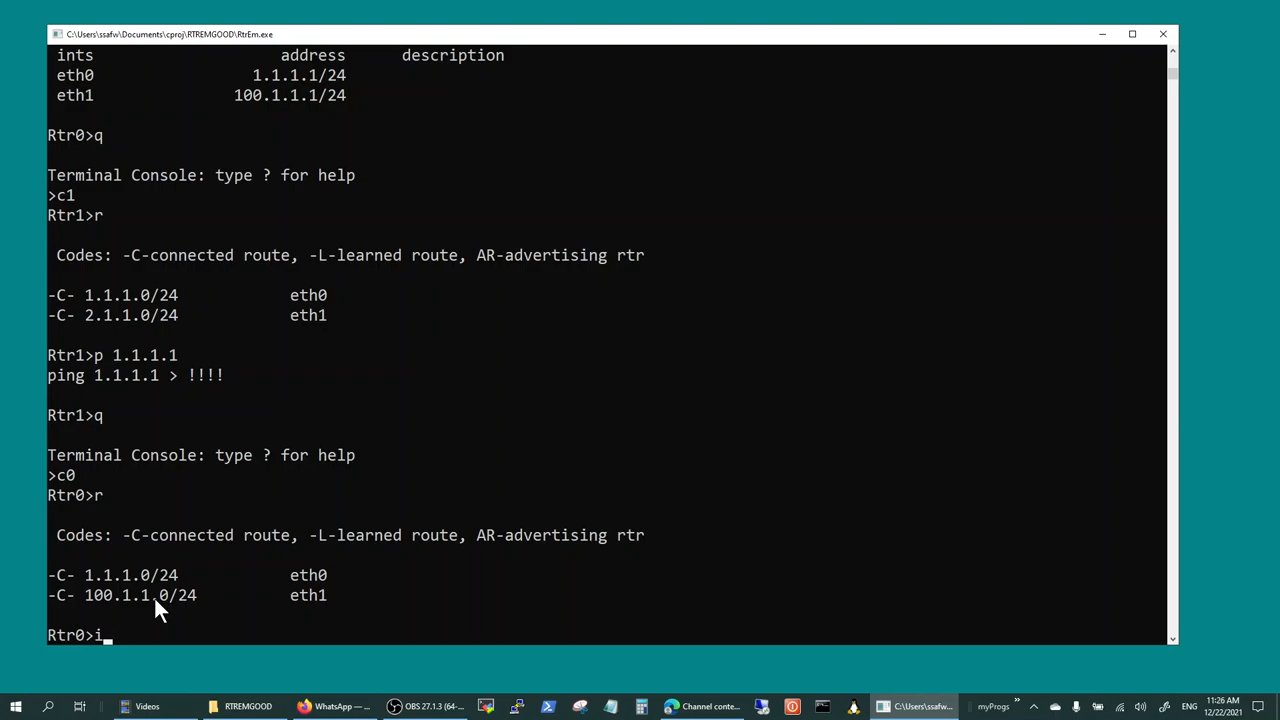 C:\Users\ssafw\Documents\cproj\RTREMGOOD\RtrEm.exe
ints address description
eth0 1.1.1.1/24
eth1 100.1.1.1/24
Rtr0>q
Terminal Console: type ? for help
>c1
Rtr1>r
Codes: -C-connected route, -L-learned route, AR-advertising rtr
-C- 1.1.1.0/24 eth0
-C- 2.1.1.0/24 eth1
Rtr1>p 1.1.1.1
ping 1.1.1.1 > !!!!
Rtr1>q
Terminal Console: type ? for help
>c0
Rtr0>r
Codes: -C-connected route, -L-learned route, AR-advertising rtr
-C- 1.1.1.0/24 eth0
-C- 100.1.1.0/24 eth1
Rtr0>i_
Videos RTREMGOOD WhatsApp — ... OBS 27.1.3 (64-... Channel conte... C:\Users\ssafw... myProgs » ENG 11:26 AM
12/22/2021